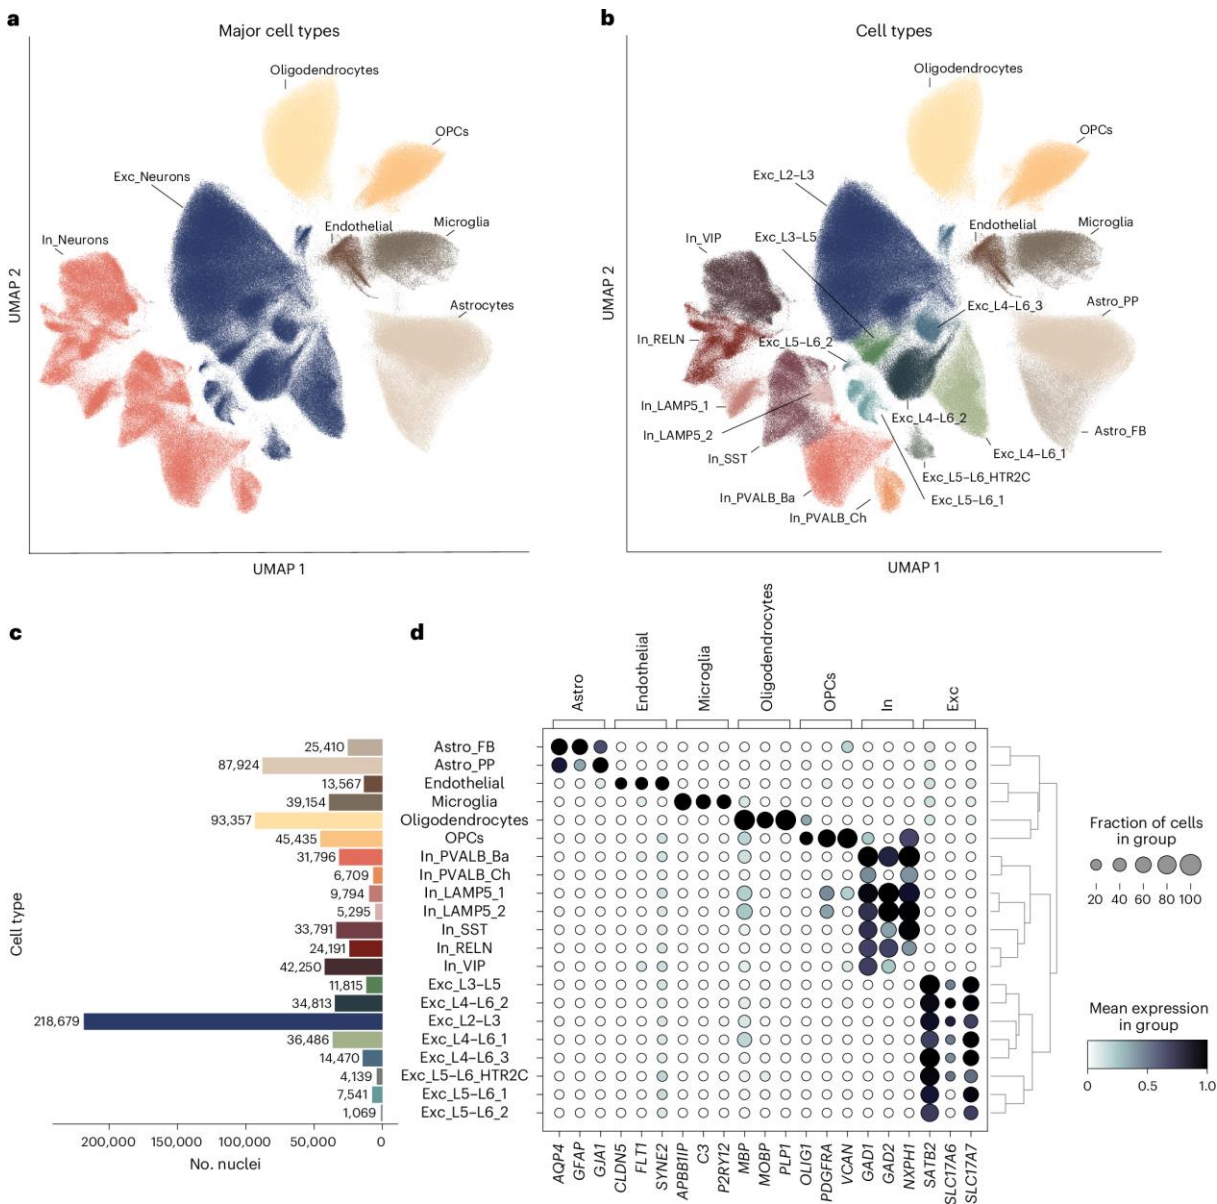 a
Major cell types
Oligodendrocytes
OPCs
Exc_Neurons
Endothelial
Microglia
In_Neurons
Astrocytes
UMAP 2
UMAP 1
b
Cell types
Oligodendrocytes
OPCs
Exc_L2–L3
Endothelial
Microglia
In_VIP
Exc_L3–L5
Exc_L4–L6_3
Astro_PP
In_RELN
Exc_L5–L6_2
In_LAMP5_1
Exc_L4–L6_2
In_LAMP5_2
Astro_FB
In_SST
Exc_L4–L6_1
Exc_L5–L6_HTR2C
In_PVALB_Ba
Exc_L5–L6_1
In_PVALB_Ch
UMAP 2
UMAP 1
c
25,410
87,924
13,567
39,154
93,357
45,435
31,796
6,709
9,794
5,295
33,791
24,191
42,250
11,815
34,813
218,679
36,486
14,470
4,139
7,541
1,069
Cell type
200,000 150,000 100,000 50,000 0
No. nuclei
d
Astro
Endothelial
Microglia
Oligodendrocytes
OPCs
In
Exc
Astro_FB
Astro_PP
Endothelial
Microglia
Oligodendrocytes
OPCs
In_PVALB_Ba
In_PVALB_Ch
In_LAMP5_1
In_LAMP5_2
In_SST
In_RELN
In_VIP
Exc_L3–L5
Exc_L4–L6_2
Exc_L2–L3
Exc_L4–L6_1
Exc_L4–L6_3
Exc_L5–L6_HTR2C
Exc_L5–L6_1
Exc_L5–L6_2
AQP4
GFAP
GJA1
CLDN5
FLT1
SYNE2
APBB1IP
C3
P2RY12
MBP
MOBP
PLP1
OLIG1
PDGFRA
VCAN
GAD1
GAD2
NXPH1
SATB2
SLC17A6
SLC17A7
Fraction of cells
in group
20 40 60 80 100
Mean expression
in group
0 0.5 1.0